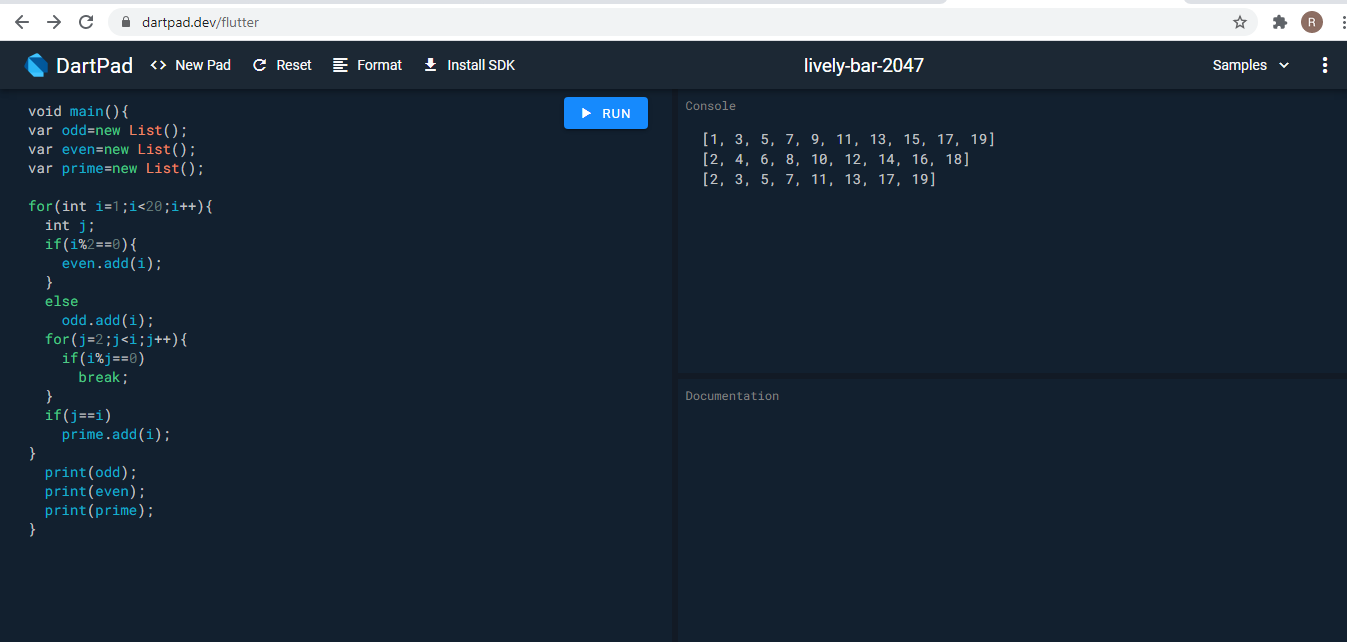 dartpad.dev/flutter
R
DartPad
<> New Pad
Reset
Format
Install SDK
lively-bar-2047
Samples
void main(){
var odd=new List();
var even=new List();
var prime=new List();
for(int i=1;i<20;i++){
int j;
if(i%2==0){
even.add(i);
}
else
odd.add(i);
for(j=2;j<i;j++){
if(i%j==0)
break;
}
if(j==i)
prime.add(i);
}
print(odd);
print(even);
print(prime);
}
RUN
Console
[1, 3, 5, 7, 9, 11, 13, 15, 17, 19]
[2, 4, 6, 8, 10, 12, 14, 16, 18]
[2, 3, 5, 7, 11, 13, 17, 19]
Documentation